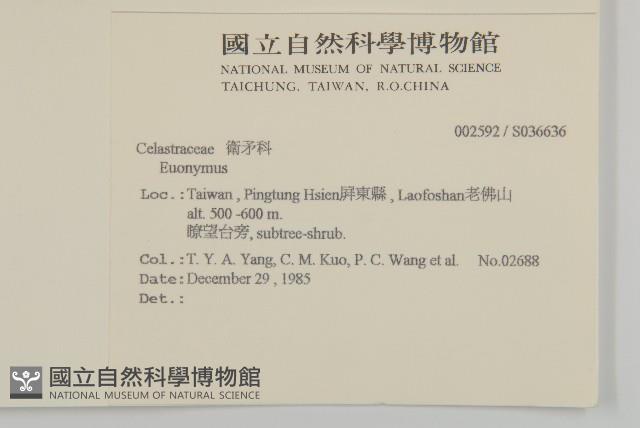 國立自然科學博物館
NATIONAL MUSEUM OF NATURAL SCIENCE
TAICHUNG, TAIWAN, R.O.CHINA
002592 / S036636
Celastraceae 衛矛科
Euonymus
Loc.:Taiwan , Pingtung Hsien屏東縣 , Laofoshan老佛山
alt. 500 -600 m.
瞭望台旁, subtree-shrub.
Col.:T. Y. A. Yang, C. M. Kuo, P. C. Wang et al. No.02688
Date:December 29 , 1985
Det.:
國立自然科學博物館
NATIONAL MUSEUM OF NATURAL SCIENCE